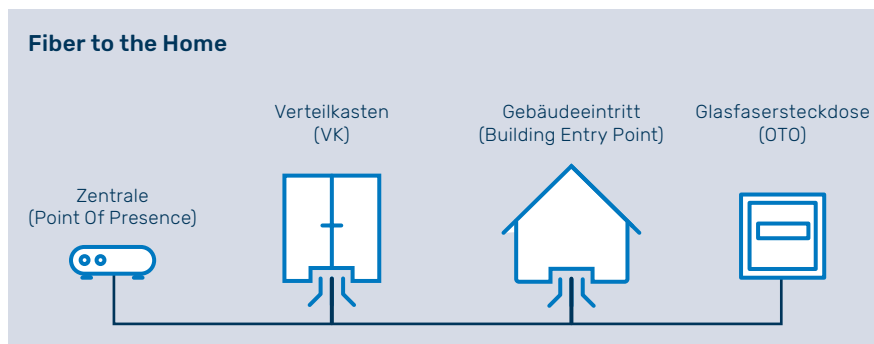 Fiber to the Home
Verteilkasten
(VK)
Gebäudeeintritt
(Building Entry Point)
Glasfasersteckdose
(OTO)
Zentrale
(Point Of Presence)